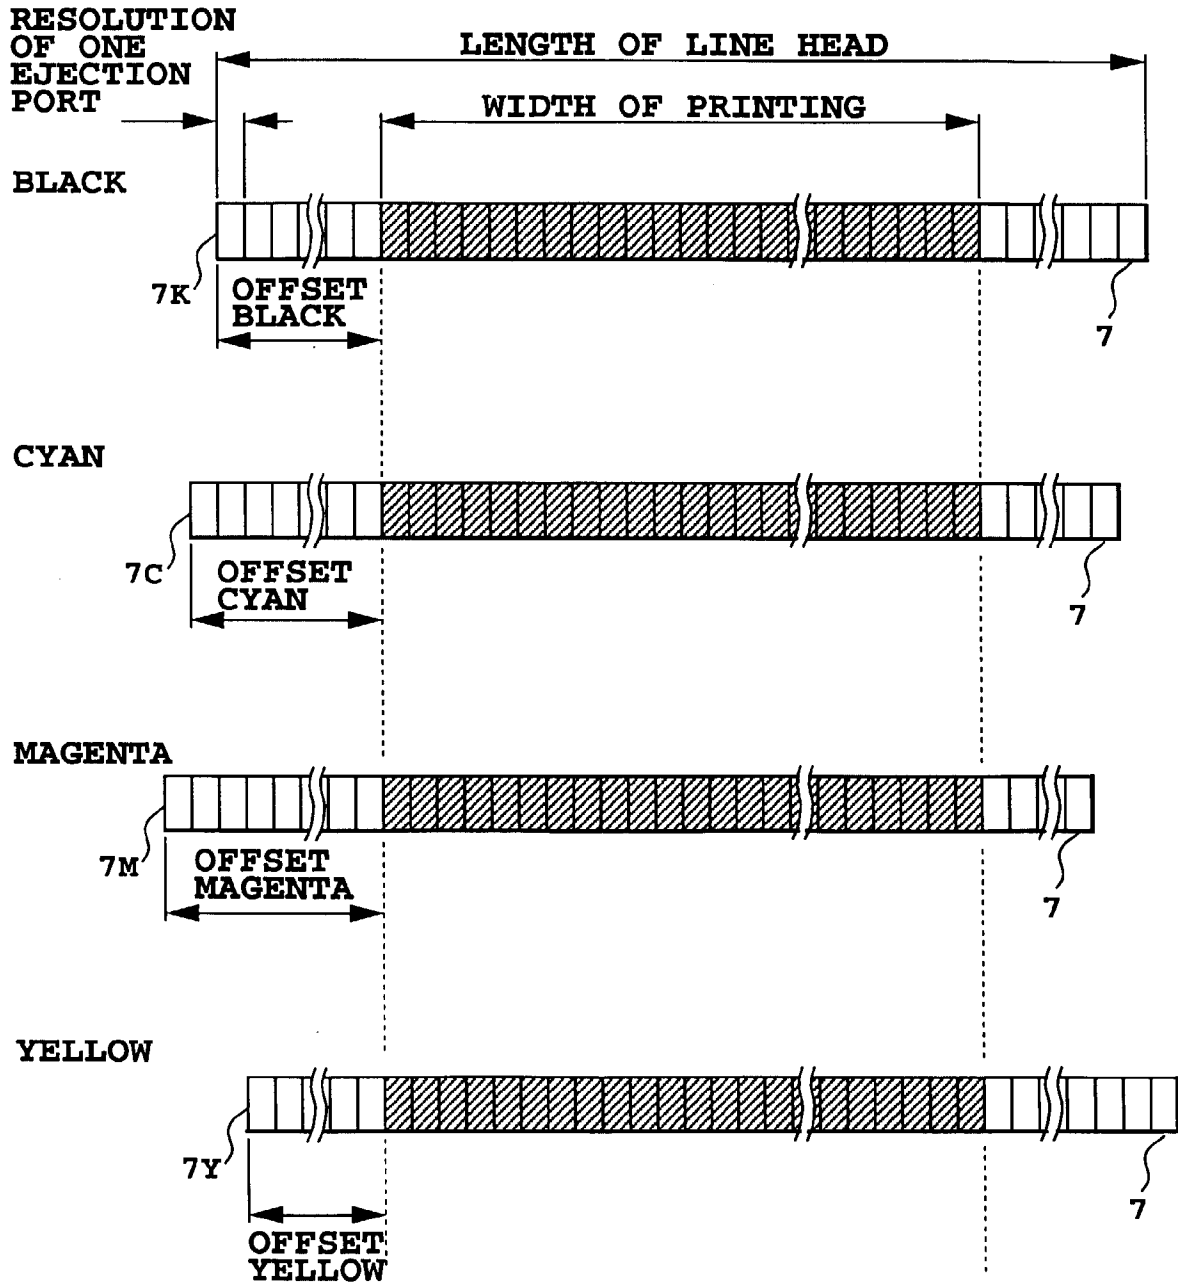 RESOLUTION
OF ONE
EJECTION
PORT
LENGTH OF LINE HEAD
WIDTH OF PRINTING
BLACK
7K
OFFSET
BLACK
7
CYAN
7C
OFFSET
CYAN
7
MAGENTA
7M
OFFSET
MAGENTA
7
YELLOW
7Y
OFFSET
YELLOW
7